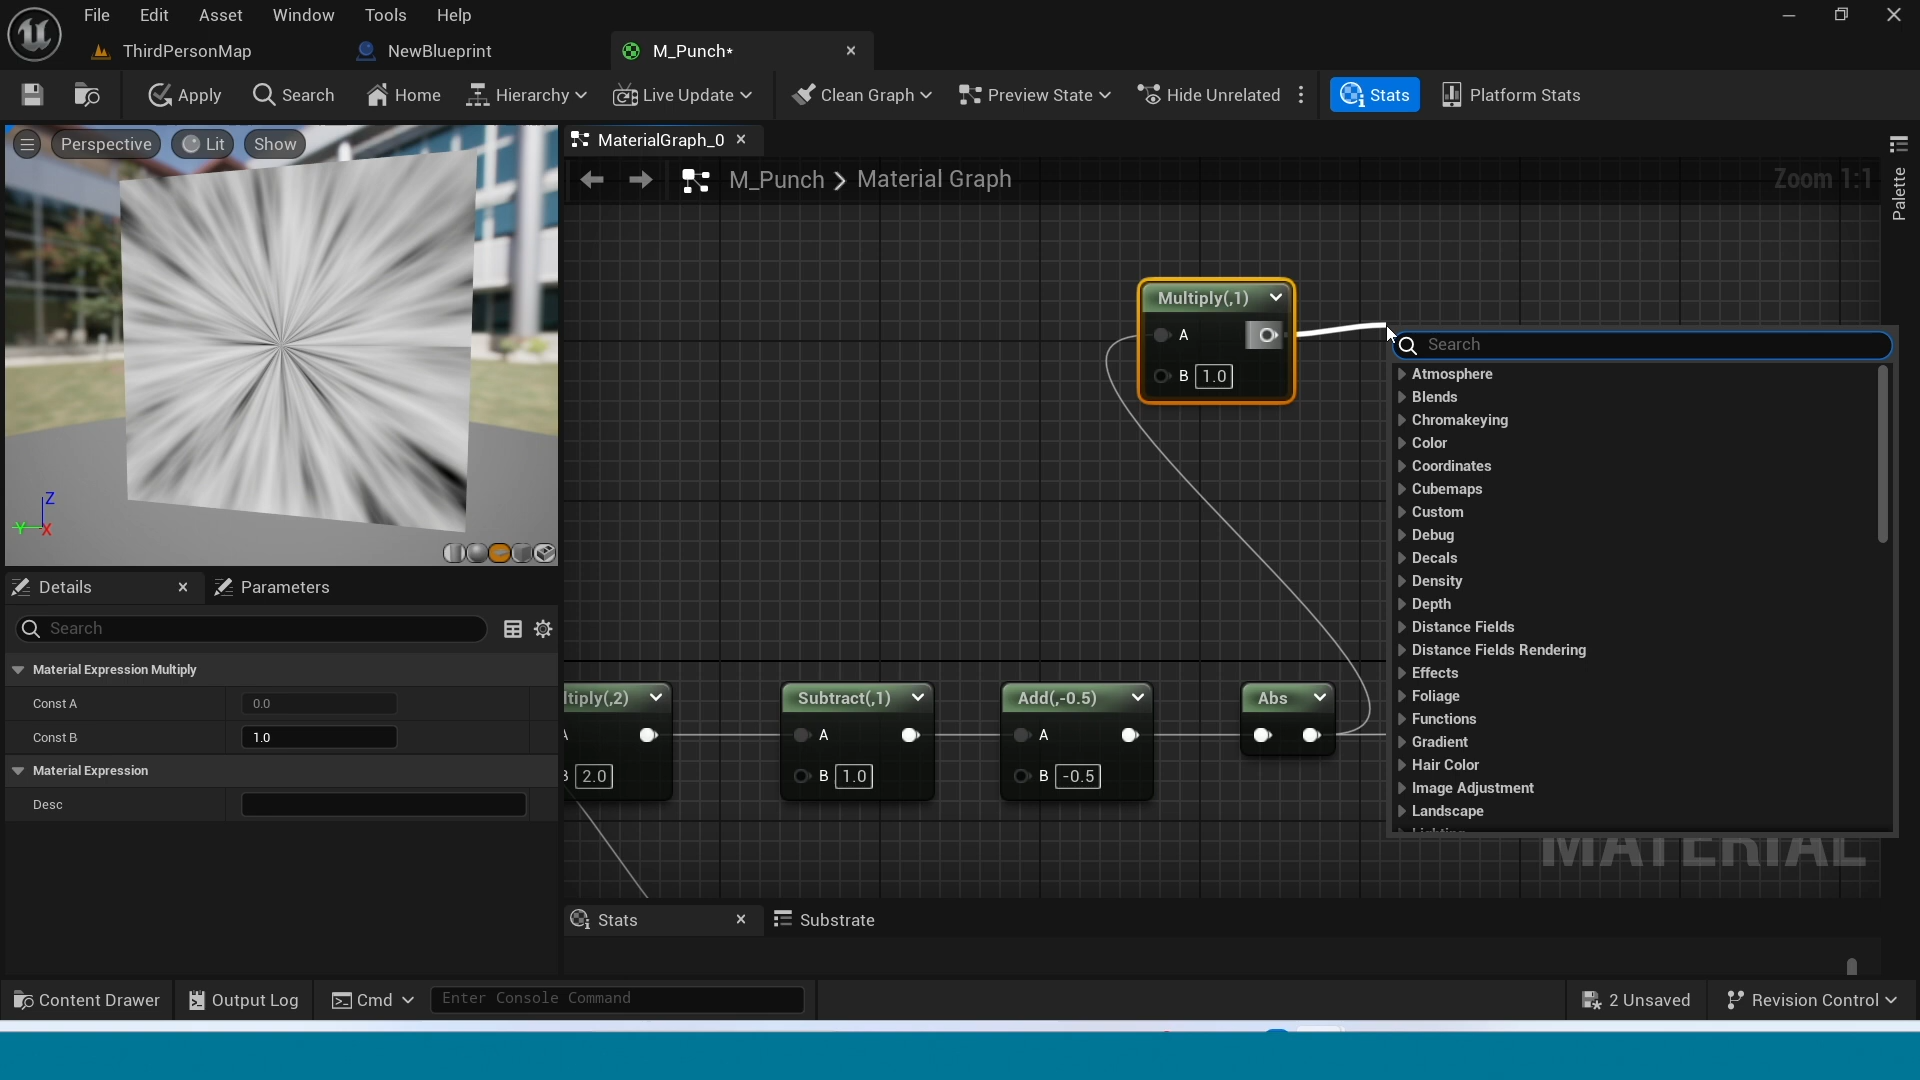 File Edit Asset Window Tools Help
ThirdPersonMap NewBlueprint M_Punch*
Apply Search Home Hierarchy Live Update Clean Graph Preview State Hide Unrelated Stats Platform Stats
Perspective Lit Show
MaterialGraph_0
M_Punch Material Graph
Zoom 1:1
Palette
Z
Y
X
Multiply(,1)
A
B 1.0
Search
Atmosphere
Blends
Chromakeying
Color
Coordinates
Cubemaps
Custom
Debug
Decals
Density
Depth
Distance Fields
Distance Fields Rendering
Effects
Foliage
Functions
Gradient
Hair Color
Image Adjustment
Landscape
Lighting
MATERIAL
ltiply(,2) Subtract(,1) Add(,-0.5) Abs
A A A
B 2.0 B 1.0 B -0.5
Details Parameters
Search
Material Expression Multiply
Const A 0.0
Const B 1.0
Material Expression
Desc
Stats Substrate
Content Drawer Output Log Cmd Enter Console Command 2 Unsaved Revision Control